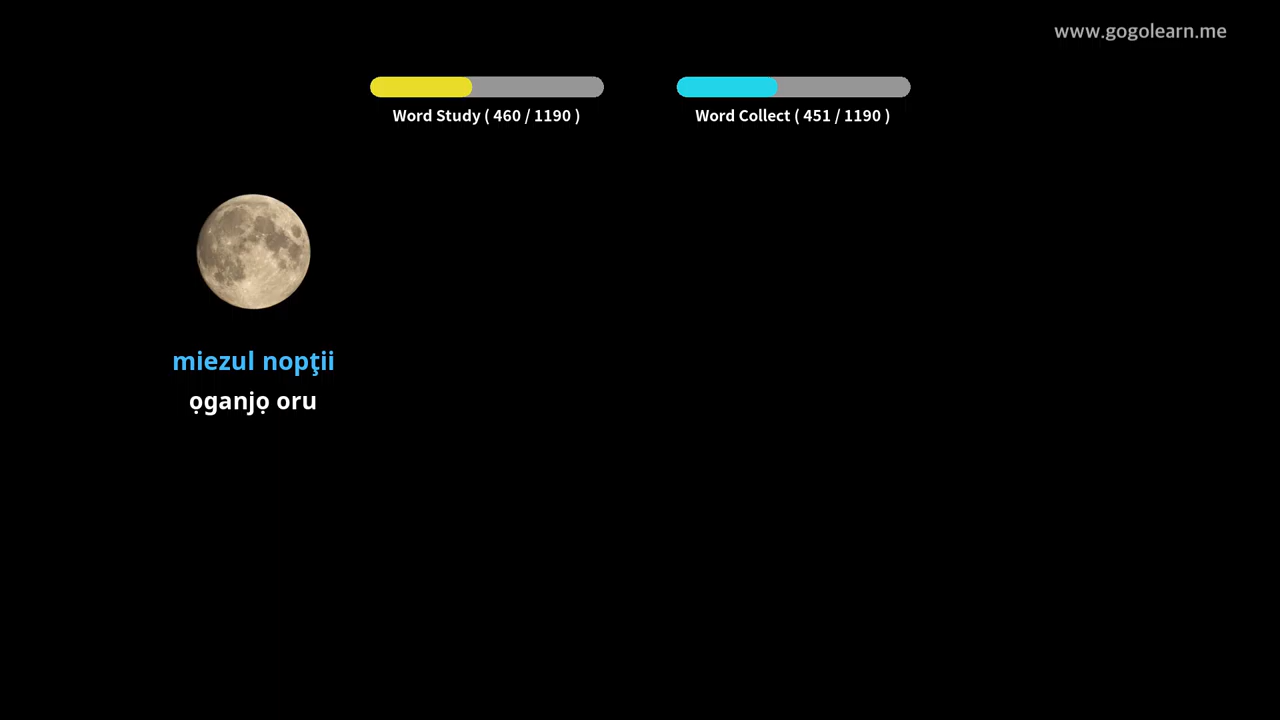 www.gogolearn.me
Word Study ( 460 / 1190 )
Word Collect ( 451 / 1190 )
miezul nopţii
ọganjọ oru